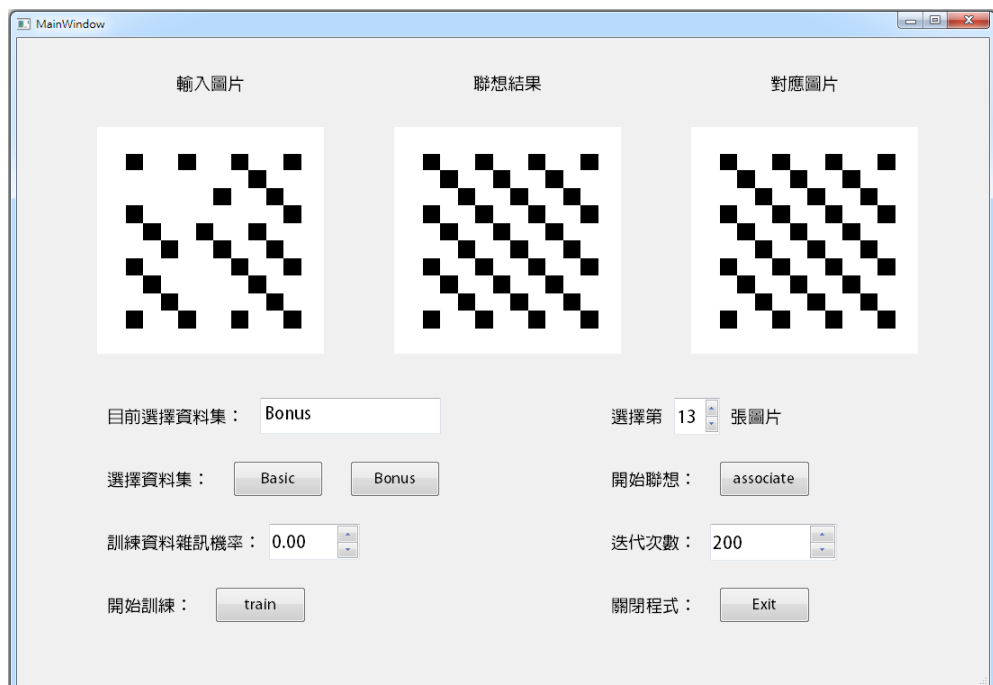 MainWindow
輸入圖片 聯想結果 對應圖片
目前選擇資料集： Bonus 選擇第 13 張圖片
選擇資料集： Basic Bonus 開始聯想： associate
訓練資料雜訊機率： 0.00 迭代次數： 200
開始訓練： train 關閉程式： Exit